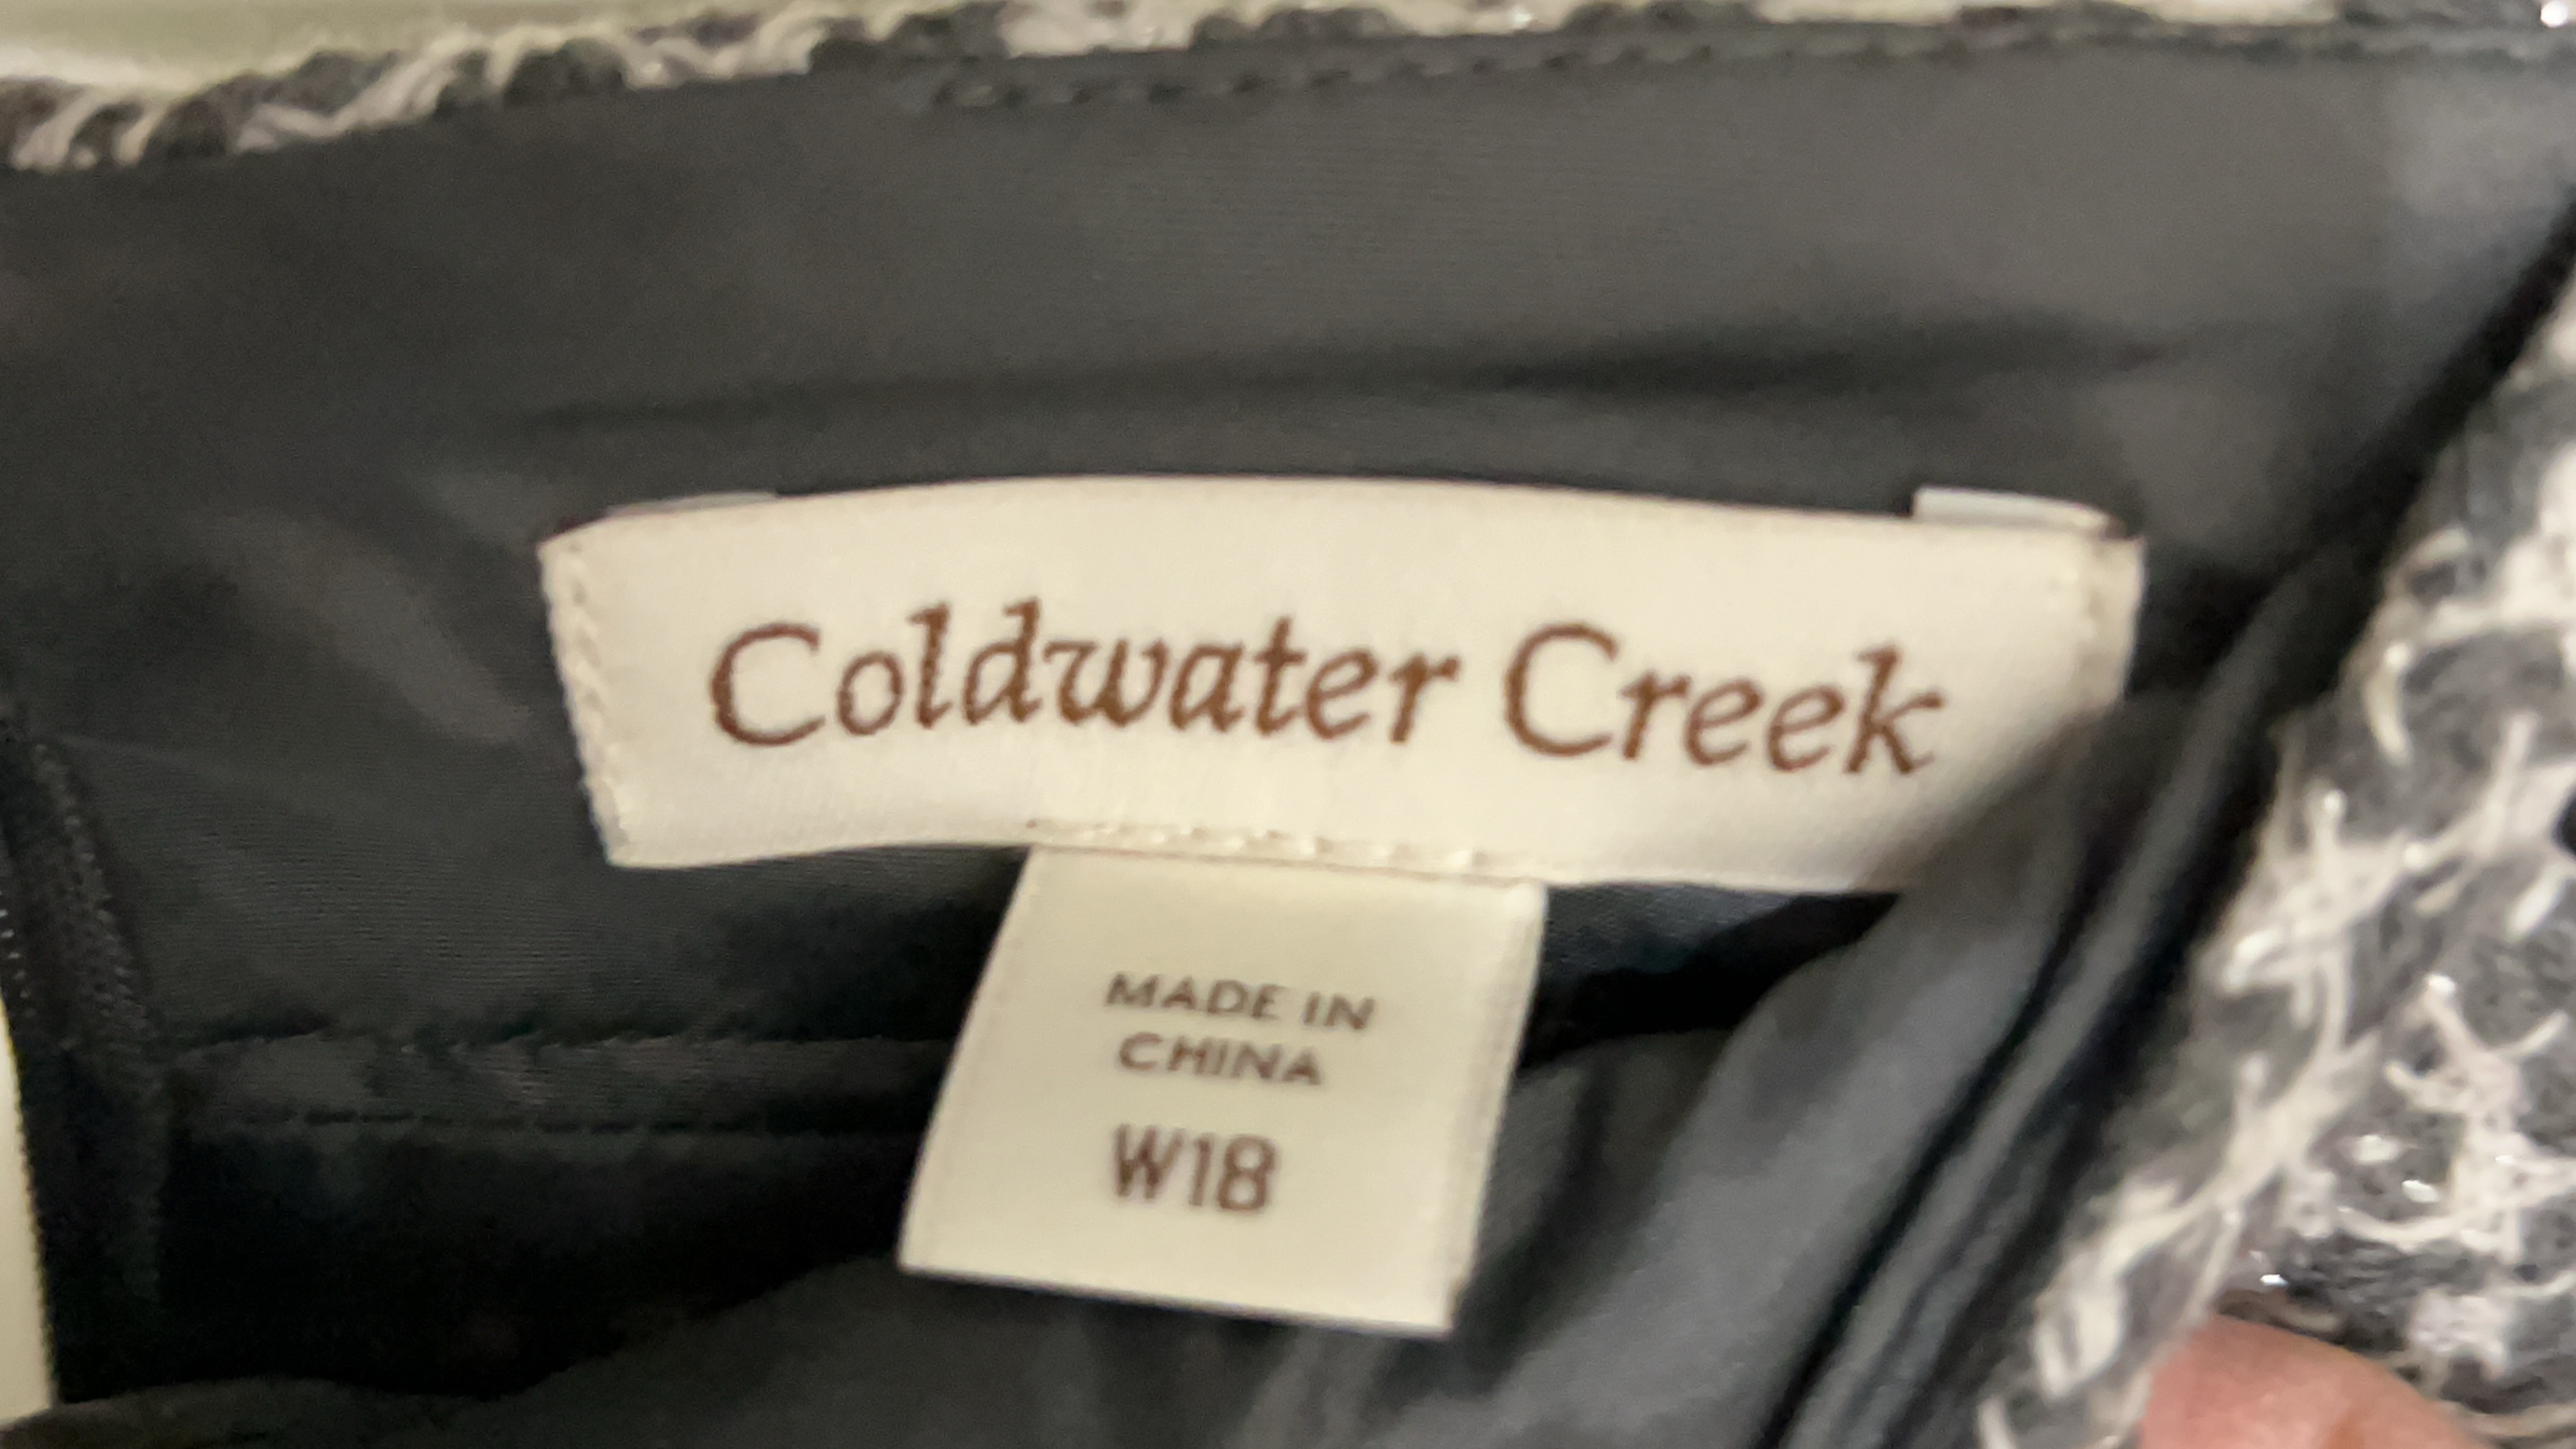 Coldwater Creek
MADE IN
CHINA
W18